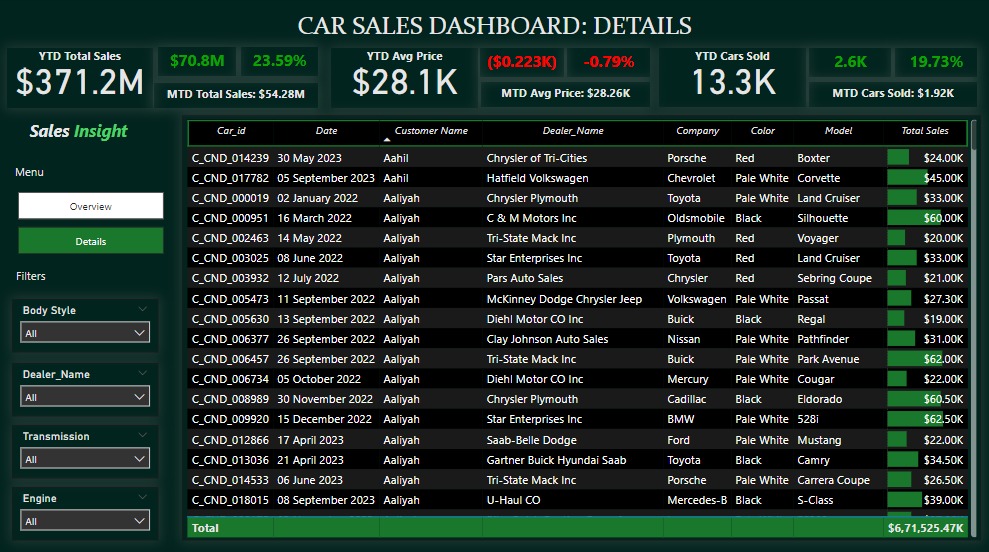 CAR SALES DASHBOARD: DETAILS
YTD Total Sales
$371.2M
$70.8M 23.59%
MTD Total Sales: $54.28M
YTD Avg Price
$28.1K
($0.223K) -0.79%
MTD Avg Price: $28.26K
YTD Cars Sold
13.3K
2.6K 19.73%
MTD Cars Sold: $1.92K
Sales Insight
Menu
Overview
Details
Filters
Body Style
All
Dealer_Name
All
Transmission
All
Engine
All
Car_id Date Customer Name Dealer_Name Company Color Model Total Sales
C_CND_014239 30 May 2023 Aahil Chrysler of Tri-Cities Porsche Red Boxter $24.00K
C_CND_017782 05 September 2023 Aahil Hatfield Volkswagen Chevrolet Pale White Corvette $45.00K
C_CND_000019 02 January 2022 Aaliyah Chrysler Plymouth Toyota Pale White Land Cruiser $33.00K
C_CND_000951 16 March 2022 Aaliyah C & M Motors Inc Oldsmobile Black Silhouette $60.00K
C_CND_002463 14 May 2022 Aaliyah Tri-State Mack Inc Plymouth Red Voyager $20.00K
C_CND_003025 08 June 2022 Aaliyah Star Enterprises Inc Toyota Red Land Cruiser $33.00K
C_CND_003932 12 July 2022 Aaliyah Pars Auto Sales Chrysler Red Sebring Coupe $21.00K
C_CND_005473 11 September 2022 Aaliyah McKinney Dodge Chrysler Jeep Volkswagen Pale White Passat $27.30K
C_CND_005630 13 September 2022 Aaliyah Diehl Motor CO Inc Buick Black Regal $19.00K
C_CND_006377 26 September 2022 Aaliyah Clay Johnson Auto Sales Nissan Pale White Pathfinder $31.00K
C_CND_006457 26 September 2022 Aaliyah Tri-State Mack Inc Buick Pale White Park Avenue $62.00K
C_CND_006734 05 October 2022 Aaliyah Diehl Motor CO Inc Mercury Pale White Cougar $22.00K
C_CND_008989 30 November 2022 Aaliyah Chrysler Plymouth Cadillac Black Eldorado $60.50K
C_CND_009920 15 December 2022 Aaliyah Star Enterprises Inc BMW Pale White 528i $62.50K
C_CND_012866 17 April 2023 Aaliyah Saab-Belle Dodge Ford Pale White Mustang $22.00K
C_CND_013036 21 April 2023 Aaliyah Gartner Buick Hyundai Saab Toyota Black Camry $34.50K
C_CND_014533 06 June 2023 Aaliyah Tri-State Mack Inc Porsche Pale White Carrera Coupe $26.50K
C_CND_018015 08 September 2023 Aaliyah U-Haul CO Mercedes-B Black S-Class $39.00K
Total $6,71,525.47K